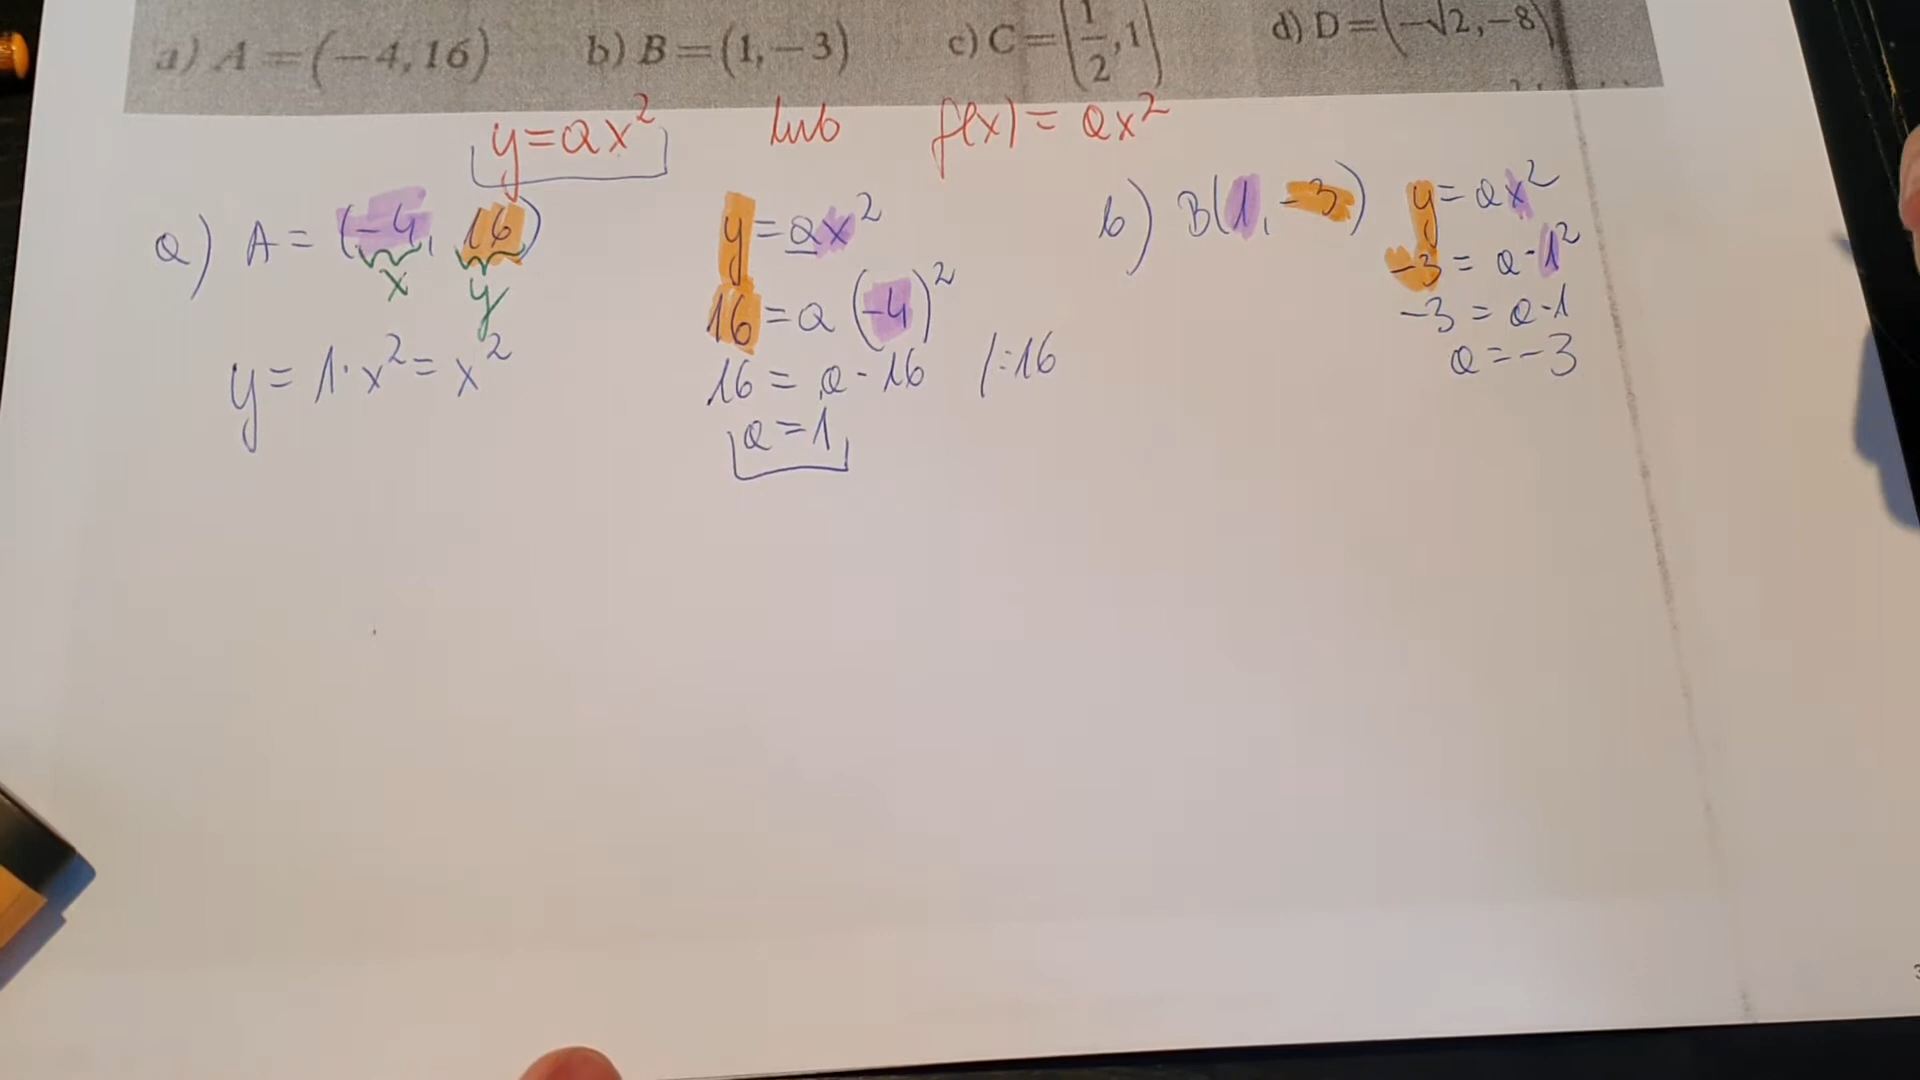 a) A=(−4,16) b) B=(1,−3) c) C=(1/2,1) d) D=(−√2,−8)
y=ax² lub f(x)=ax²
a) A=(−4, 16)
x y
y=1·x²=x²
y=ax²
16=a(−4)²
16=a·16 /:16
a=1
b) B(1,−3) y=ax²
−3=a·1²
−3=a·1
a=−3